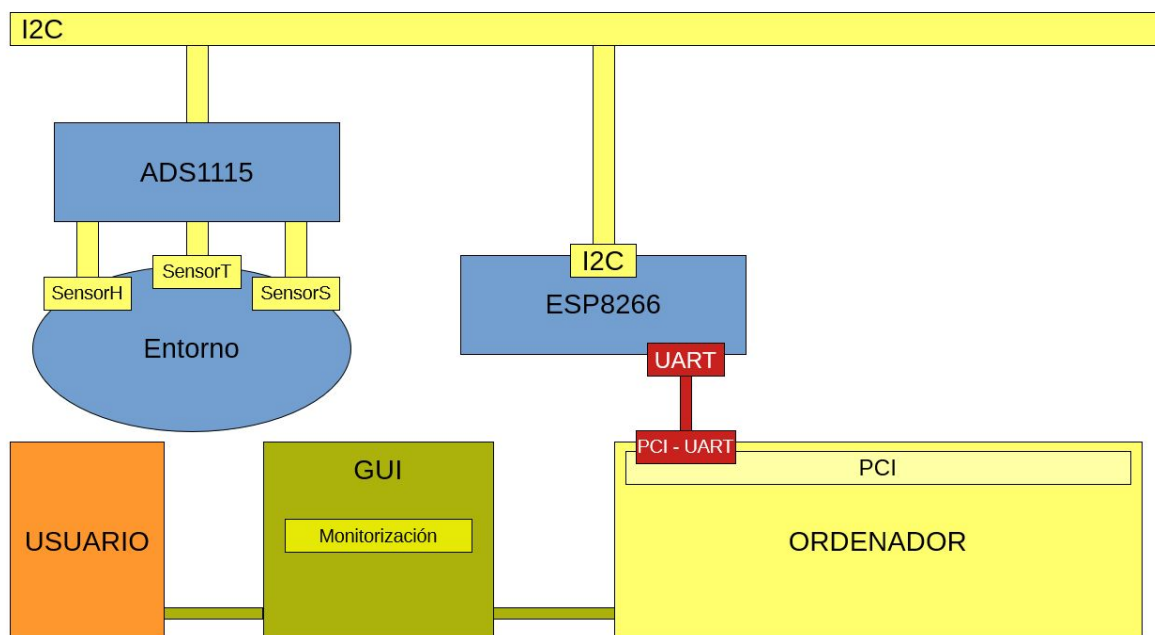 I2C
ADS1115
SensorH
SensorT
SensorS
Entorno
I2C
ESP8266
UART
PCI - UART
PCI
USUARIO
GUI
Monitorización
ORDENADOR